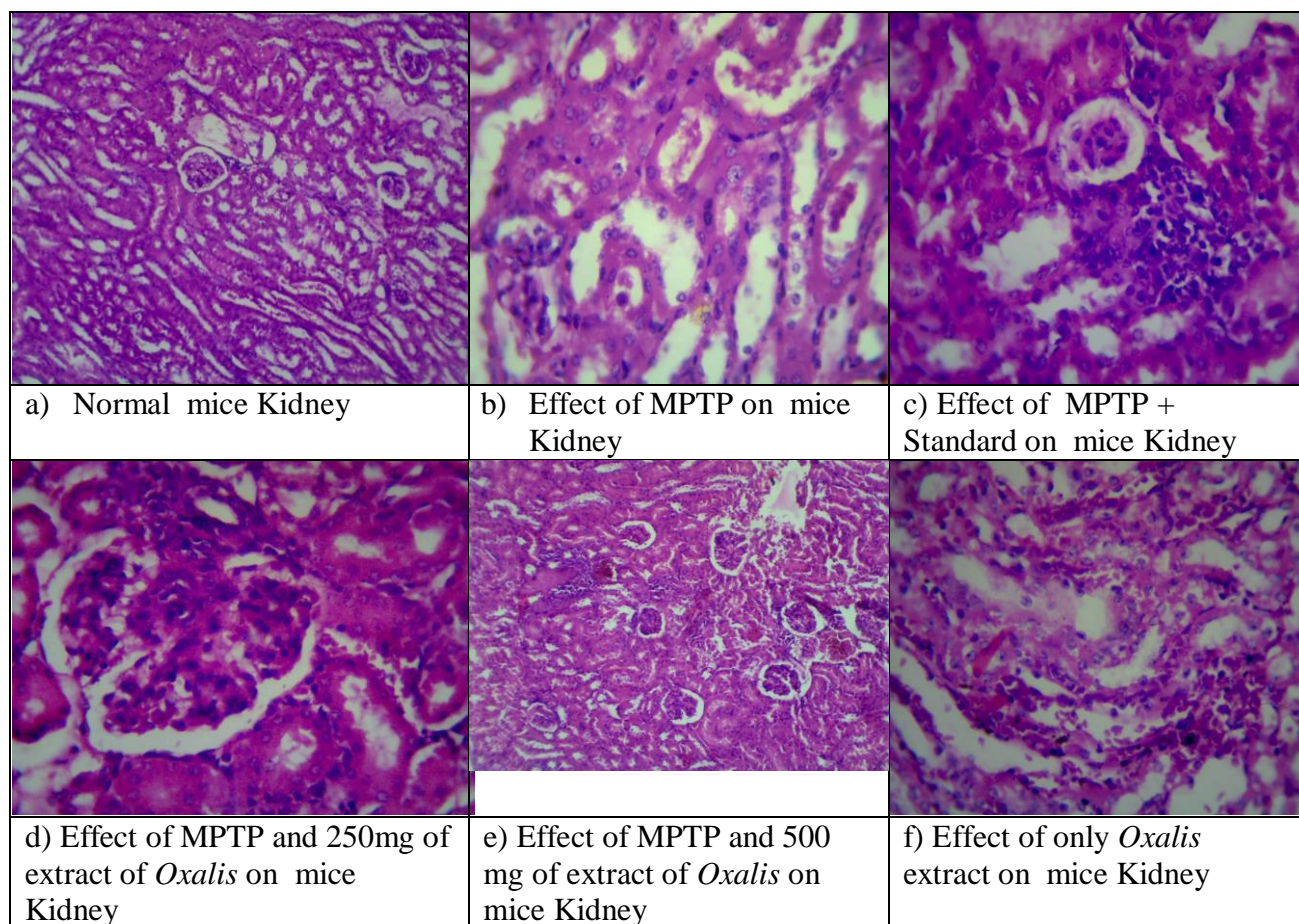 a) Normal mice Kidney
b) Effect of MPTP on mice
Kidney
c) Effect of MPTP +
Standard on mice Kidney
d) Effect of MPTP and 250mg of
extract of Oxalis on mice
Kidney
e) Effect of MPTP and 500
mg of extract of Oxalis on
mice Kidney
f) Effect of only Oxalis
extract on mice Kidney